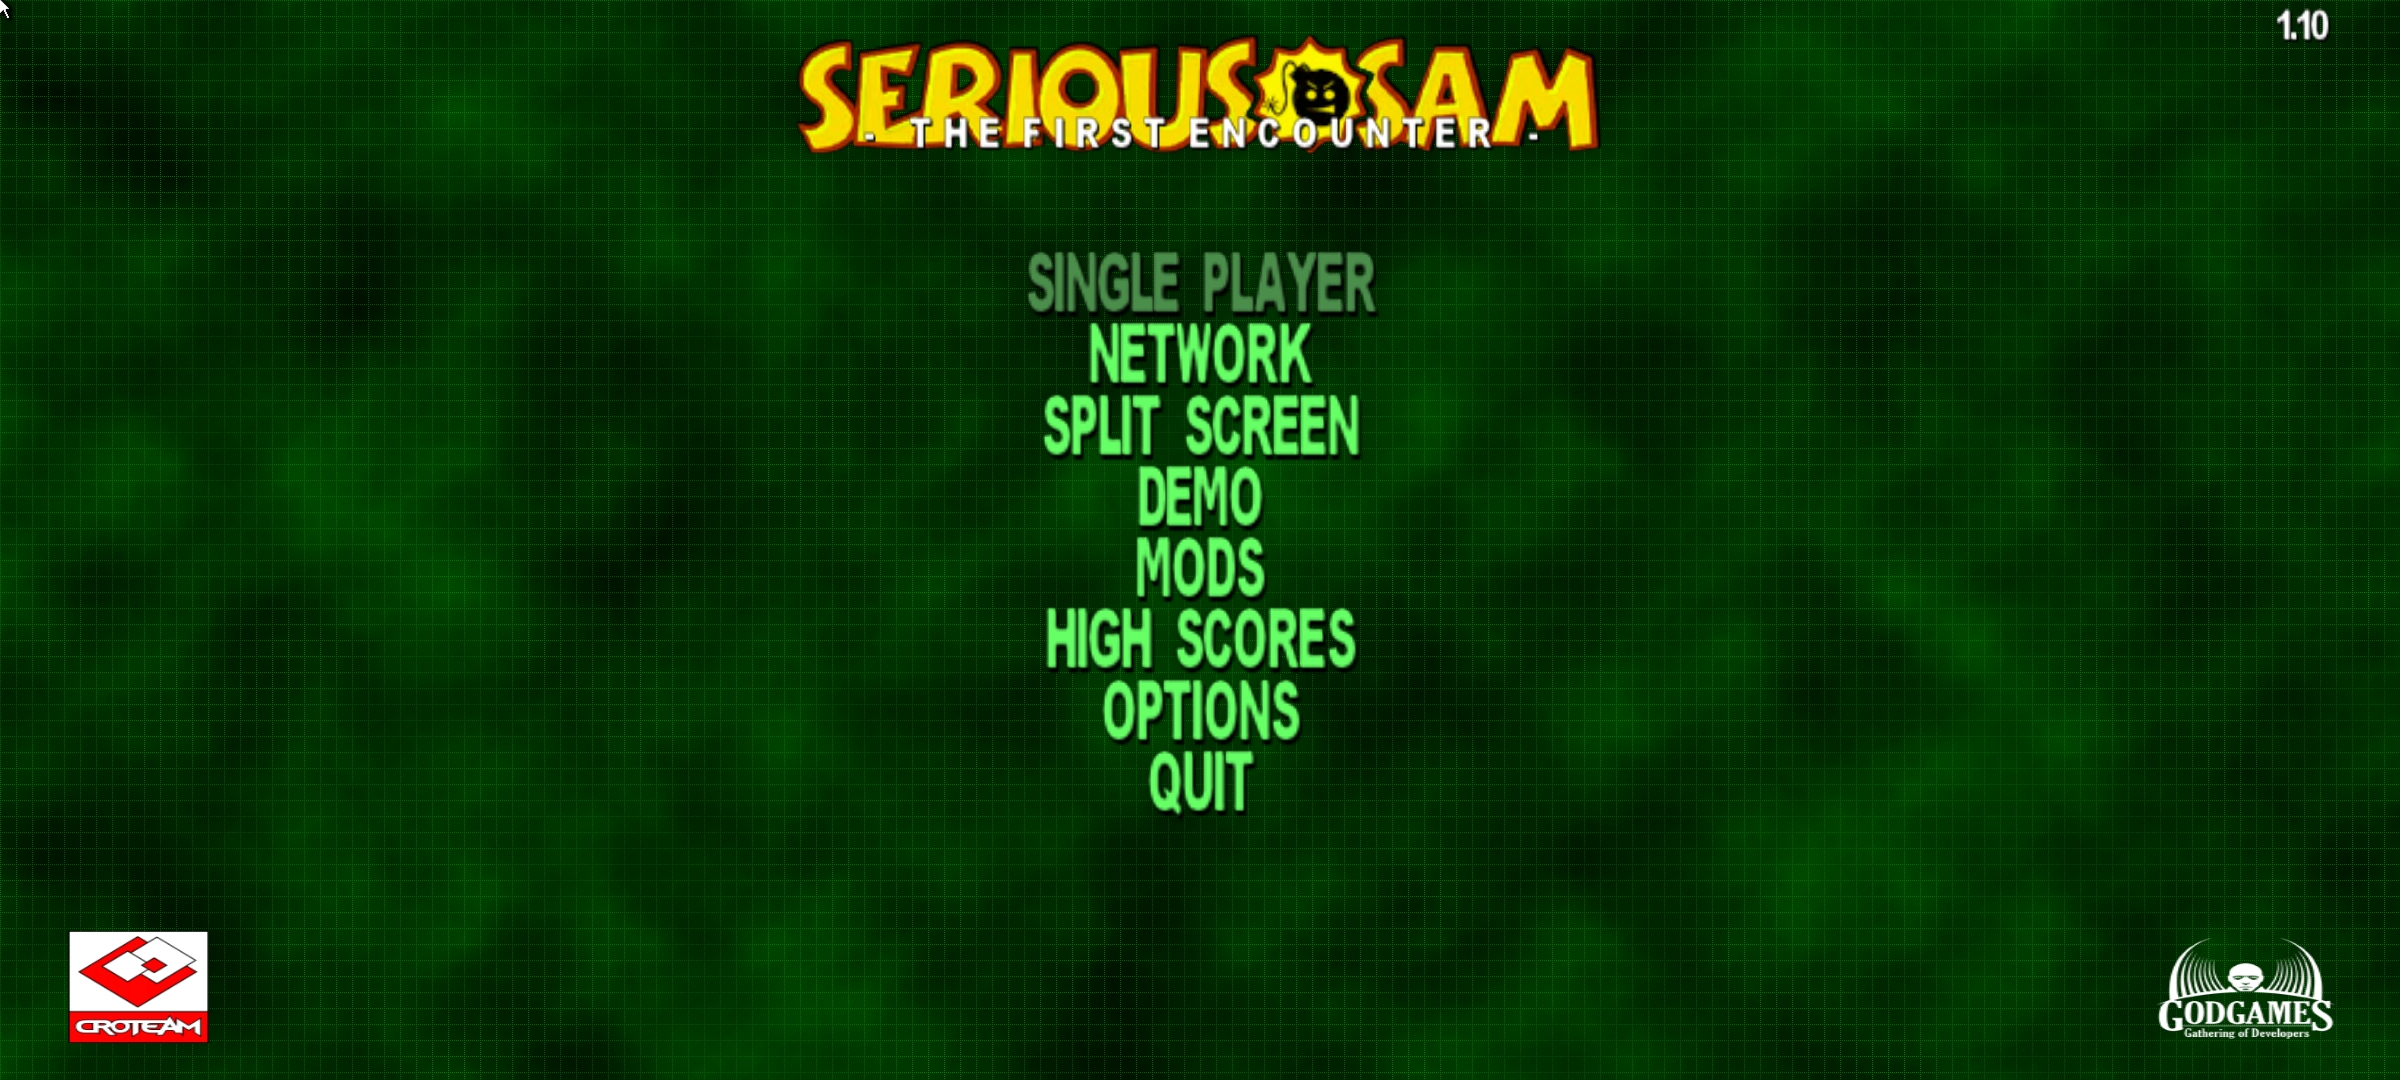 1.10
SERIOUS SAM
- THE FIRST ENCOUNTER -
SINGLE PLAYER
NETWORK
SPLIT SCREEN
DEMO
MODS
HIGH SCORES
OPTIONS
QUIT
CROTEAM
GODGAMES
Gathering of Developers